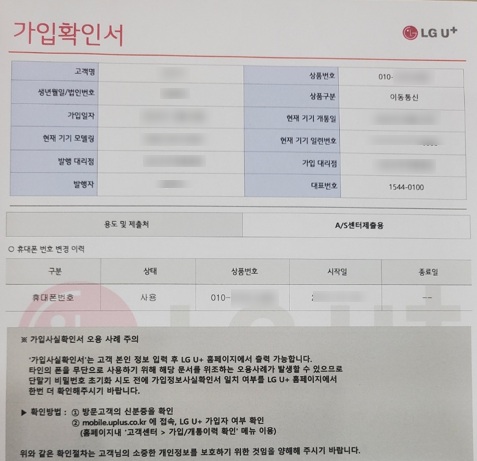 가입확인서
LG U+
고객명 상품번호 010-
생년월일/법인번호 상품구분 이동통신
가입일자 현재 기기 개통일
현재 기기 모델명 현재 기기 일련번호
발행 대리점 가입 대리점
발행자 대표번호 1544-0100
용도 및 제출처 A/S센터제출용
○ 휴대폰 번호 변경 이력
구분 상태 상품번호 시작일 종료일
휴대폰번호 사용 010- 2 ---
※ 가입사실확인서 오용 사례 주의
'가입사실확인서'는 고객 본인 정보 입력 후 LG U+ 홈페이지에서 출력 가능합니다.
타인의 폰을 무단으로 사용하기 위해 해당 문서를 위조하는 오용사례가 발생할 수 있으므로
단말기 비밀번호 초기화 시도 전에 가입정보사실확인서 일치 여부를 LG U+ 홈페이지에서
한번 더 확인해주시기 바랍니다.
▶ 확인방법 : ① 방문고객의 신분증을 확인
② mobile.uplus.co.kr 에 접속, LG U+ 가입자 여부 확인
(홈페이지내 '고객센터 > 가입/개통이력 확인' 메뉴 이용)
위와 같은 확인절차는 고객님의 소중한 개인정보를 보호하기 위한 것임을 양해해 주시기 바랍니다.